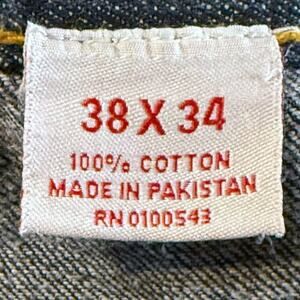 38 X 34
100% COTTON
MADE IN PAKISTAN
RN 0100543